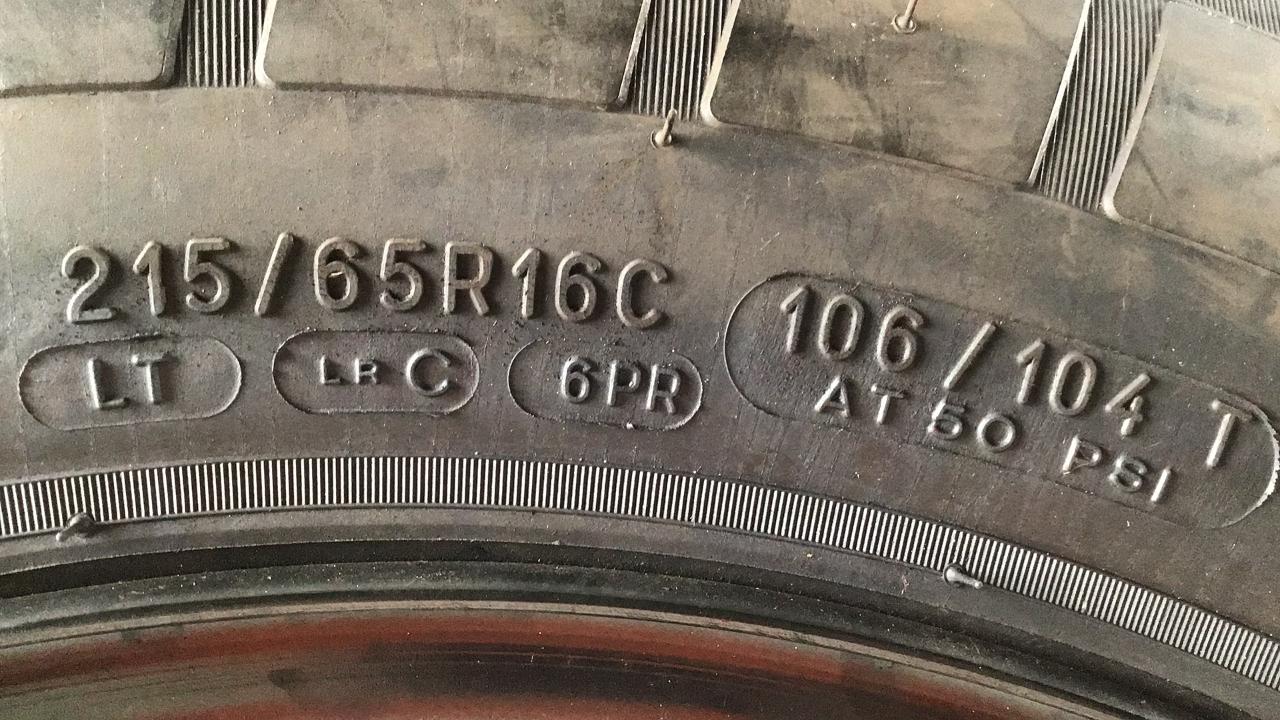 215/65R16C
LT LR C 6PR
106/104 T
AT 50 PSI